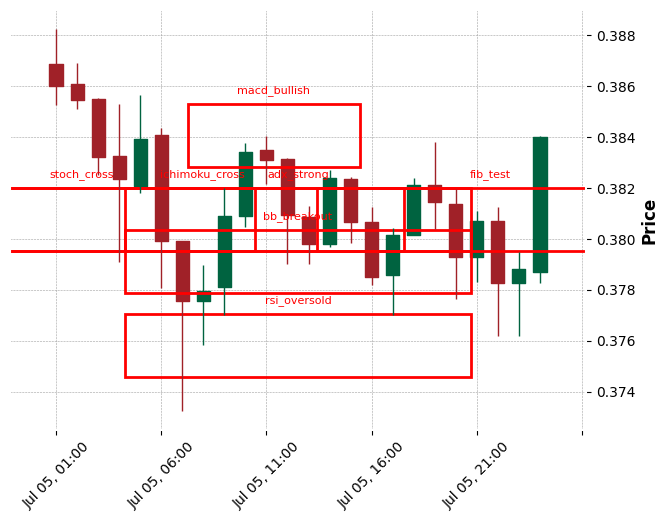 0.388
0.386
macd_bullish
0.384
stoch_cross
ichimoku_cross
adx_strong
fib_test
0.382
bb_breakout
Price
0.380
0.378
rsi_oversold
0.376
0.374
Jul 05, 01:00
Jul 05, 06:00
Jul 05, 11:00
Jul 05, 16:00
Jul 05, 21:00